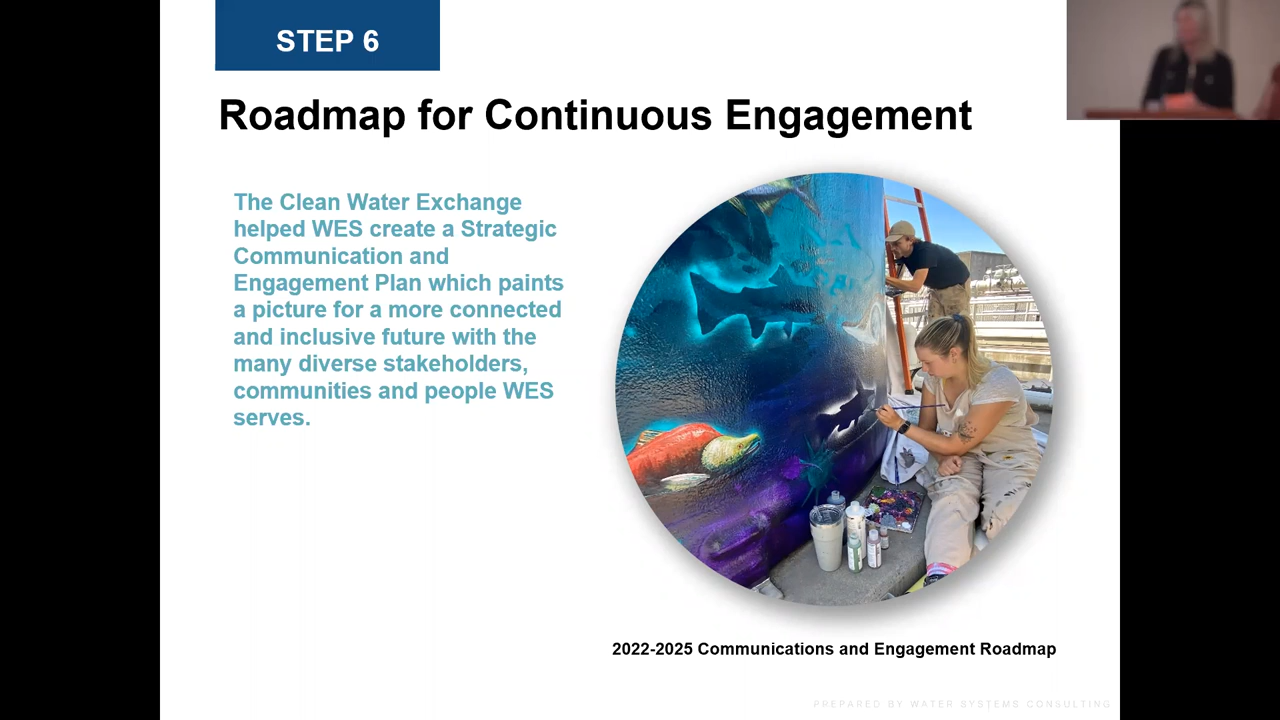 STEP 6
Roadmap for Continuous Engagement
The Clean Water Exchange
helped WES create a Strategic
Communication and
Engagement Plan which paints
a picture for a more connected
and inclusive future with the
many diverse stakeholders,
communities and people WES
serves.
2022-2025 Communications and Engagement Roadmap
PREPARED BY WATER SYSTEMS CONSULTING